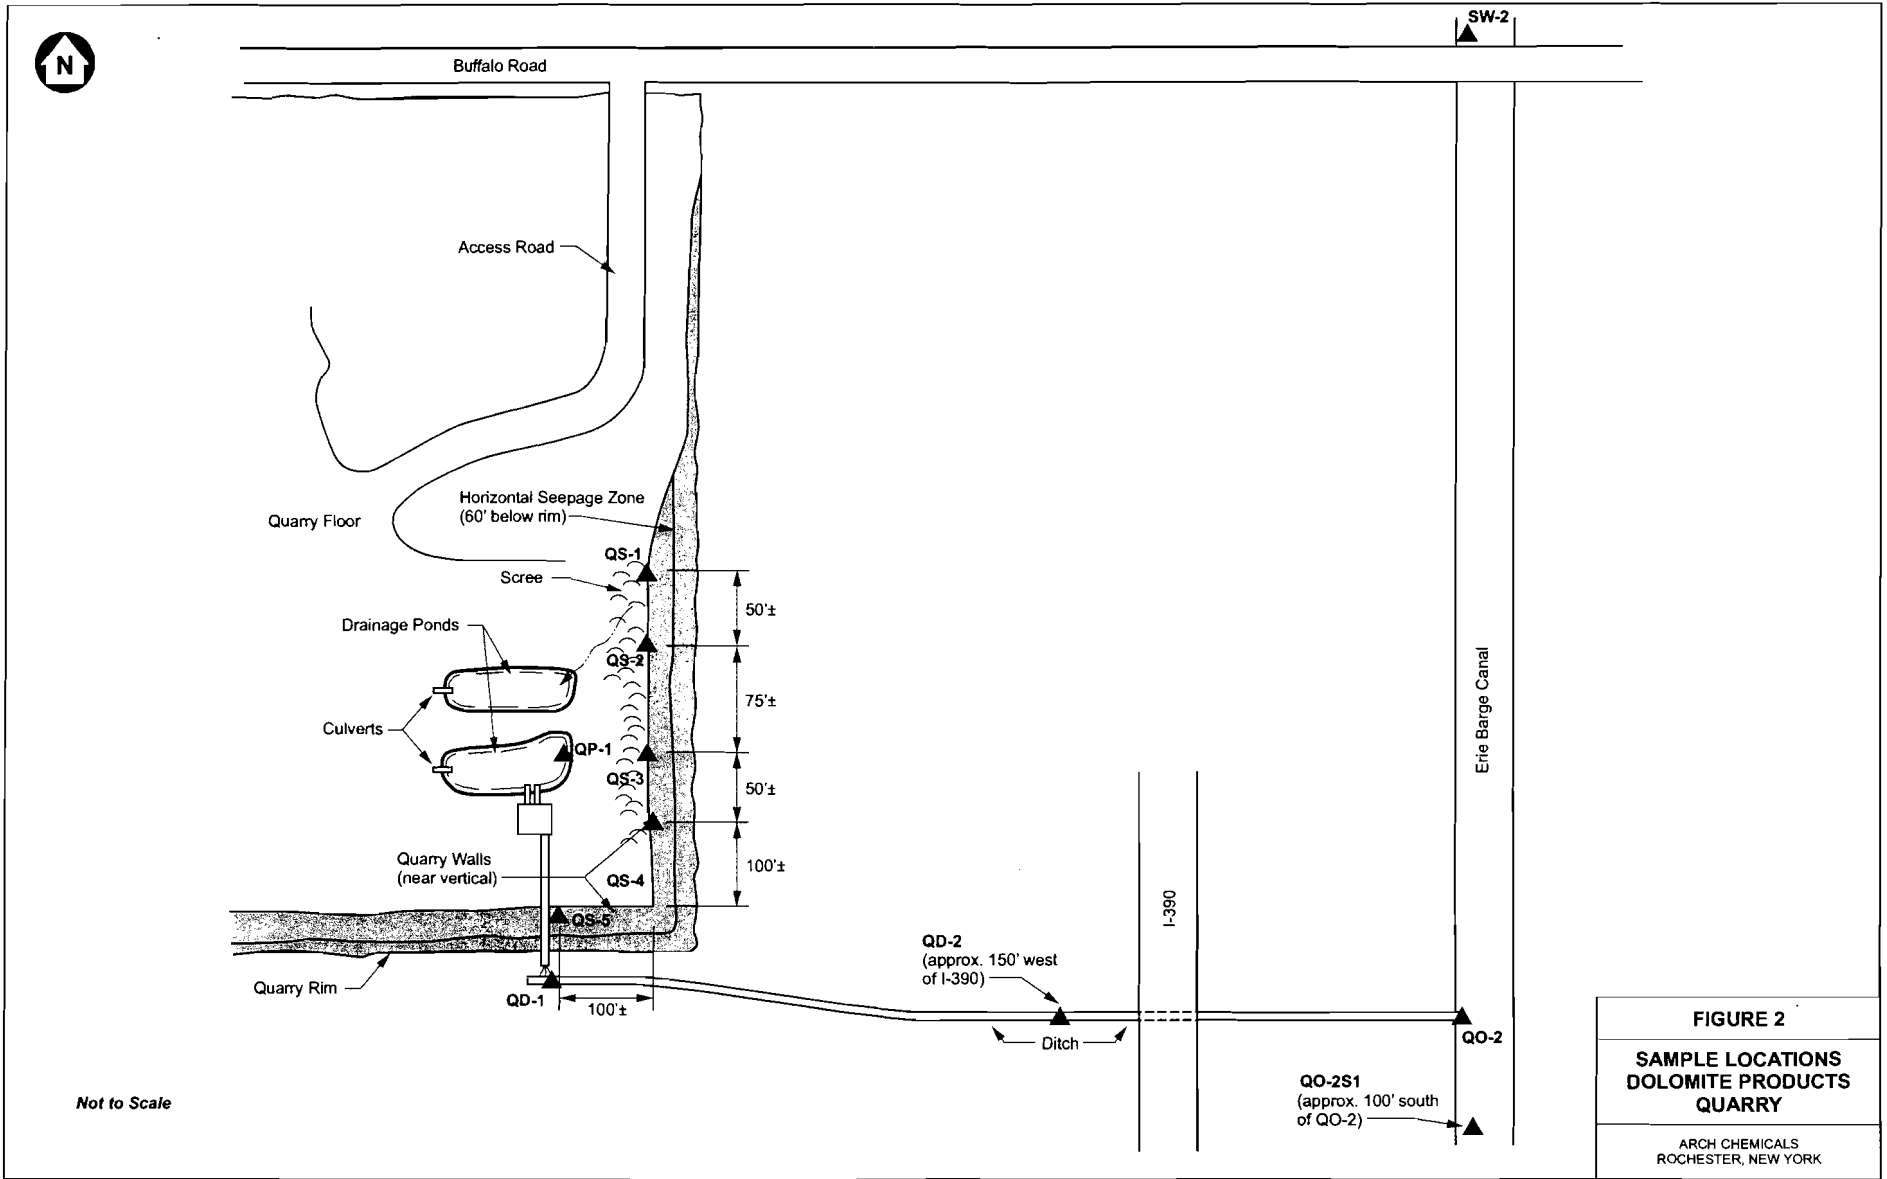 SW-2
N
Buffalo Road
Access Road
Horizontal Seepage Zone
(60' below rim)
Quarry Floor
QS-1
Scree
50'±
Drainage Ponds
QS-2
75'±
Culverts
QP-1
QS-3
50'±
Erie Barge Canal
Quarry Walls
(near vertical)
QS-4
100'±
I-390
QS-5
QD-2
(approx. 150' west
of I-390)
Quarry Rim
QD-1
100'±
Ditch
QO-2
QO-2S1
(approx. 100' south
of QO-2)
Not to Scale
FIGURE 2
SAMPLE LOCATIONS
DOLOMITE PRODUCTS
QUARRY
ARCH CHEMICALS
ROCHESTER, NEW YORK